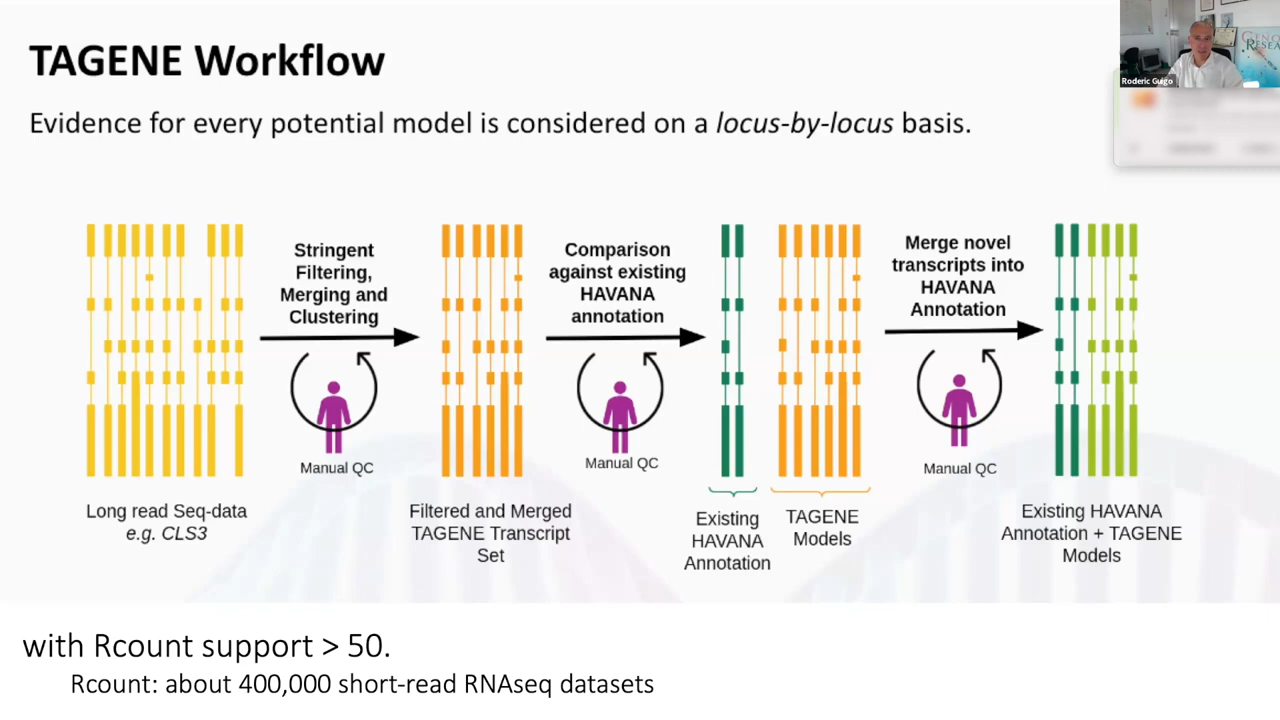 TAGENE Workflow
Evidence for every potential model is considered on a locus-by-locus basis.
Roderic Guigo
Stringent
Filtering,
Merging and
Clustering
Manual QC
Comparison
against existing
HAVANA
annotation
Manual QC
Merge novel
transcripts into
HAVANA
Annotation
Manual QC
Long read Seq-data
e.g. CLS3
Filtered and Merged
TAGENE Transcript
Set
Existing
HAVANA
Annotation
TAGENE
Models
Existing HAVANA
Annotation + TAGENE
Models
with Rcount support > 50.
Rcount: about 400,000 short-read RNAseq datasets